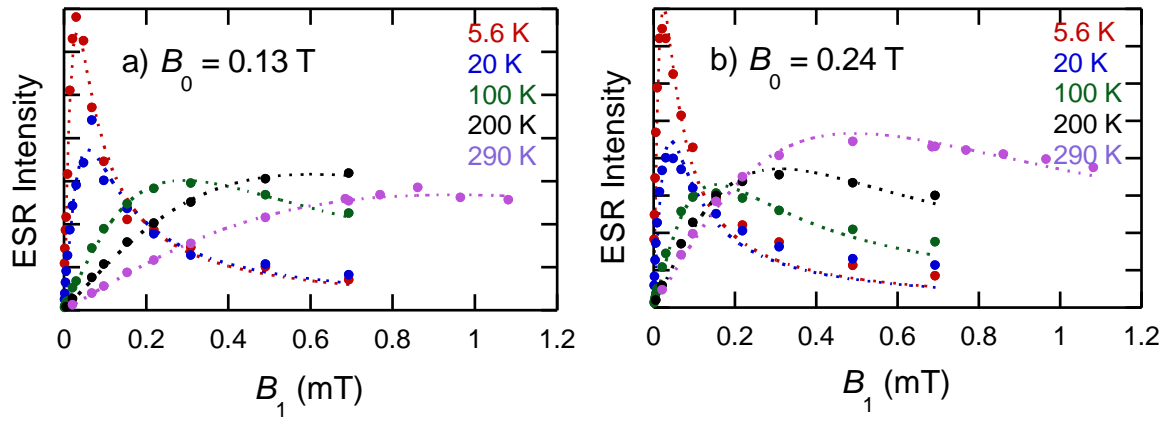 a) B₀ = 0.13 T
5.6 K
20 K
100 K
200 K
290 K
ESR Intensity
0 0.2 0.4 0.6 0.8 1 1.2
B₁ (mT)
b) B₀ = 0.24 T
5.6 K
20 K
100 K
200 K
290 K
ESR Intensity
0 0.2 0.4 0.6 0.8 1 1.2
B₁ (mT)